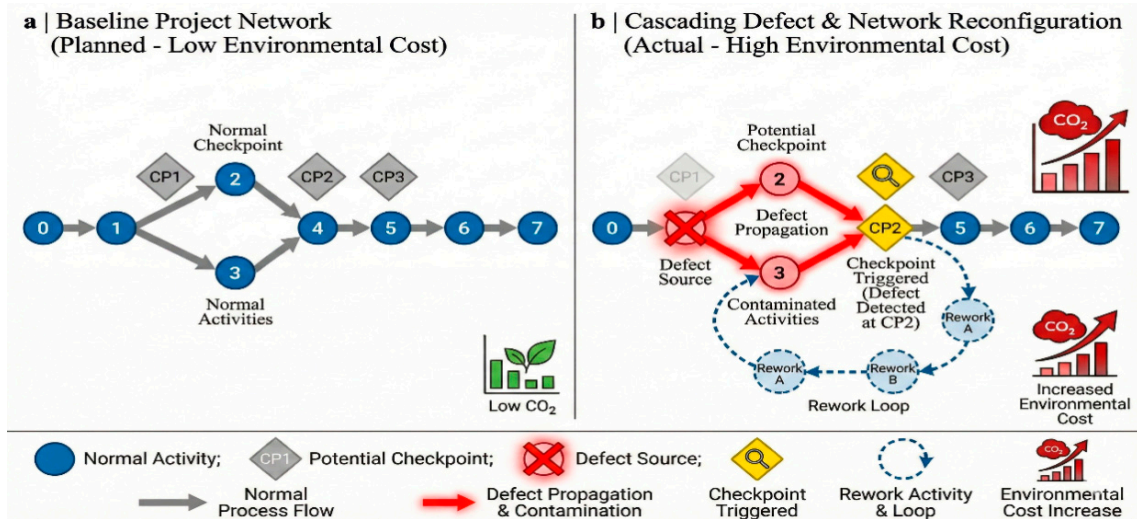 a | Baseline Project Network
(Planned - Low Environmental Cost)
Normal
Checkpoint
CP1
2
CP2
CP3
0
1
4
5
6
7
3
Normal
Activities
Low CO₂
b | Cascading Defect & Network Reconfiguration
(Actual - High Environmental Cost)
CO₂
Potential
Checkpoint
CP1
2
CP3
0
Defect
Propagation
CP2
5
6
7
Defect
Source
3
Contaminated
Activities
Checkpoint
Triggered
(Defect
Detected
at CP2)
Rework
A
CO₂
Rework
A
Rework
B
Rework Loop
Increased
Environmental
Cost
Normal Activity;
CP1
Potential Checkpoint;
Defect Source;
CO₂
Normal
Process Flow
Defect Propagation
& Contamination
Checkpoint
Triggered
Rework Activity
& Loop
Environmental
Cost Increase